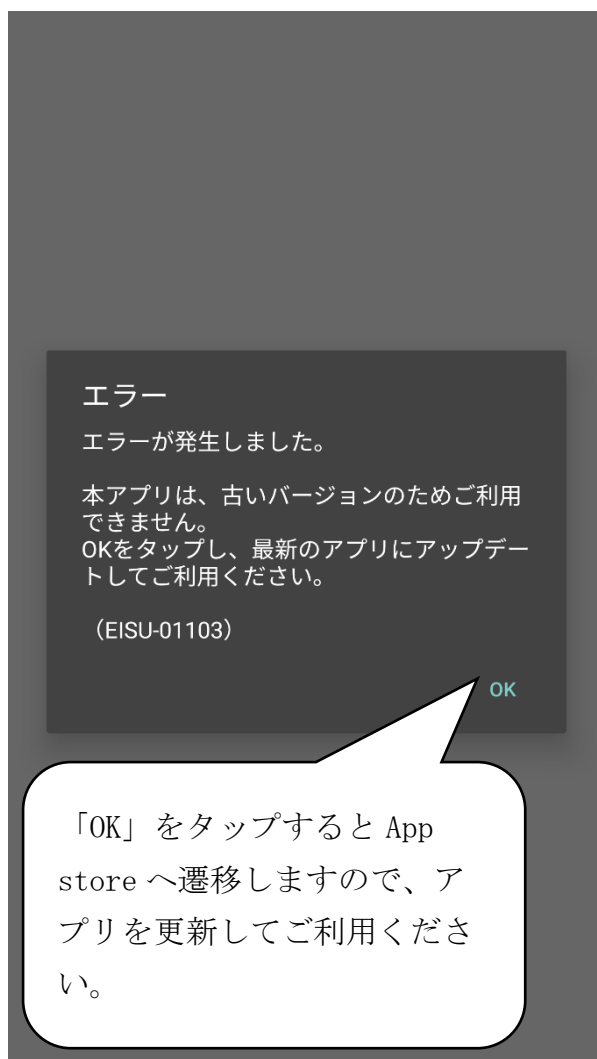 エラー
エラーが発生しました。
本アプリは、古いバージョンのためご利用
できません。
OKをタップし、最新のアプリにアップデー
トしてご利用ください。
（EISU-01103）
OK
「OK」をタップすると App
store へ遷移しますので、ア
プリを更新してご利用くださ
い。